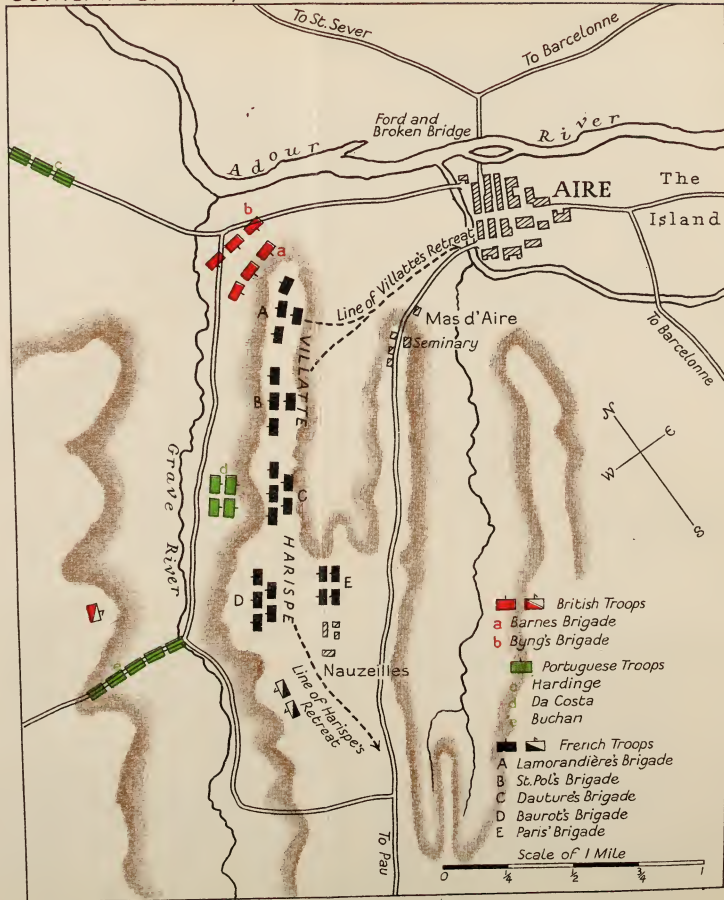 To St. Sever
To Barcelonne
Ford and
Broken Bridge
Adour River
AIRE
The
Island
c
b
a
Line of Villatte's Retreat
Mas d'Aire
Seminary
To Barcelonne
A
VILLATTE
B
N
E
W
S
Grave River
d
C
HARISPE
D
E
Nauzeilles
Line of Harispe's
Retreat
e
To Pau
British Troops
a Barnes Brigade
b Byng's Brigade
Portuguese Troops
c Hardinge
d Da Costa
e Buchan
French Troops
A Lamorandière's Brigade
B St. Pol's Brigade
C Dauture's Brigade
D Baurot's Brigade
E Paris' Brigade
Scale of 1 Mile
0 ¼ ½ ¾ 1